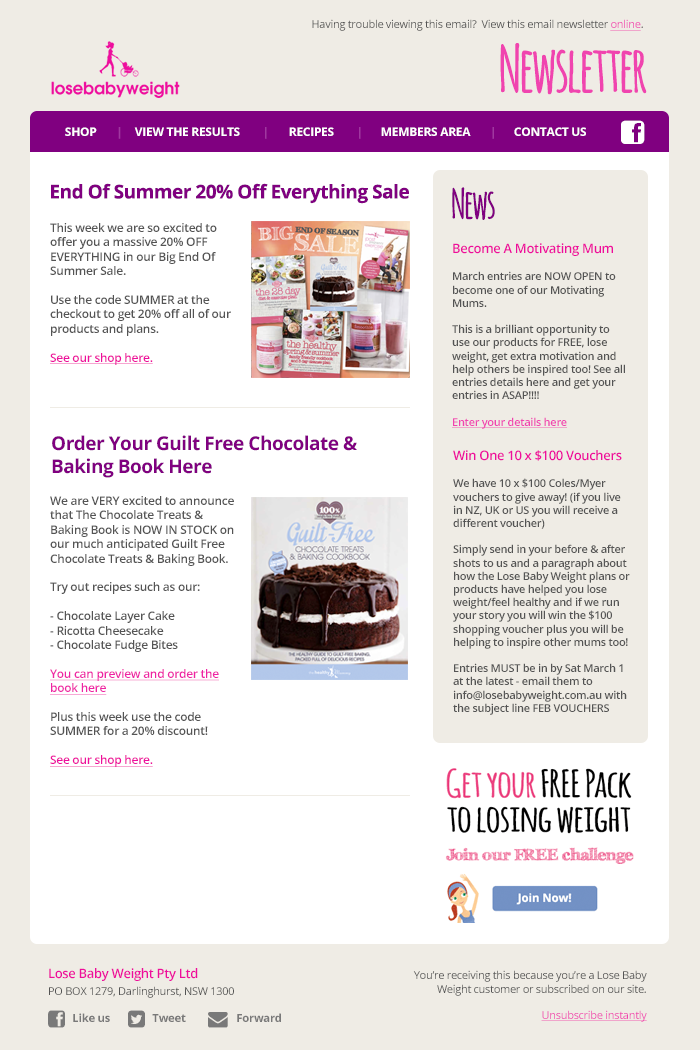 Having trouble viewing this email?  View this email newsletter online.
losebabyweight
Newsletter
SHOP | VIEW THE RESULTS | RECIPES | MEMBERS AREA | CONTACT US f
End Of Summer 20% Off Everything Sale
This week we are so excited to
offer you a massive 20% OFF
EVERYTHING in our Big End Of
Summer Sale.
Use the code SUMMER at the
checkout to get 20% off all of our
products and plans.
See our shop here.
BIG END OF SEASON
SALE
Guilt-Free
the 28 day
the healthy
spring & summer
Order Your Guilt Free Chocolate &
Baking Book Here
We are VERY excited to announce
that The Chocolate Treats &
Baking Book is NOW IN STOCK on
our much anticipated Guilt Free
Chocolate Treats & Baking Book.
Try out recipes such as our:
- Chocolate Layer Cake
- Ricotta Cheesecake
- Chocolate Fudge Bites
You can preview and order the
book here
Plus this week use the code
SUMMER for a 20% discount!
See our shop here.
100%
Guilt-Free
CHOCOLATE TREATS
& BAKING COOKBOOK
THE HEALTHY GUIDE TO GUILT-FREE BAKING,
PACKED FULL OF DELICIOUS RECIPES
News
Become A Motivating Mum
March entries are NOW OPEN to
become one of our Motivating
Mums.
This is a brilliant opportunity to
use our products for FREE, lose
weight, get extra motivation and
help others be inspired too! See all
entries details here and get your
entries in ASAP!!!!
Enter your details here
Win One 10 x $100 Vouchers
We have 10 x $100 Coles/Myer
vouchers to give away! (if you live
in NZ, UK or US you will receive a
different voucher)
Simply send in your before & after
shots to us and a paragraph about
how the Lose Baby Weight plans or
products have helped you lose
weight/feel healthy and if we run
your story you will win the $100
shopping voucher plus you will be
helping to inspire other mums too!
Entries MUST be in by Sat March 1
at the latest - email them to
info@losebabyweight.com.au with
the subject line FEB VOUCHERS
Get your FREE Pack
to losing weight
Join our FREE challenge
Join Now!
Lose Baby Weight Pty Ltd
PO BOX 1279, Darlinghurst, NSW 1300
f Like us Tweet Forward
You're receiving this because you're a Lose Baby
Weight customer or subscribed on our site.
Unsubscribe instantly